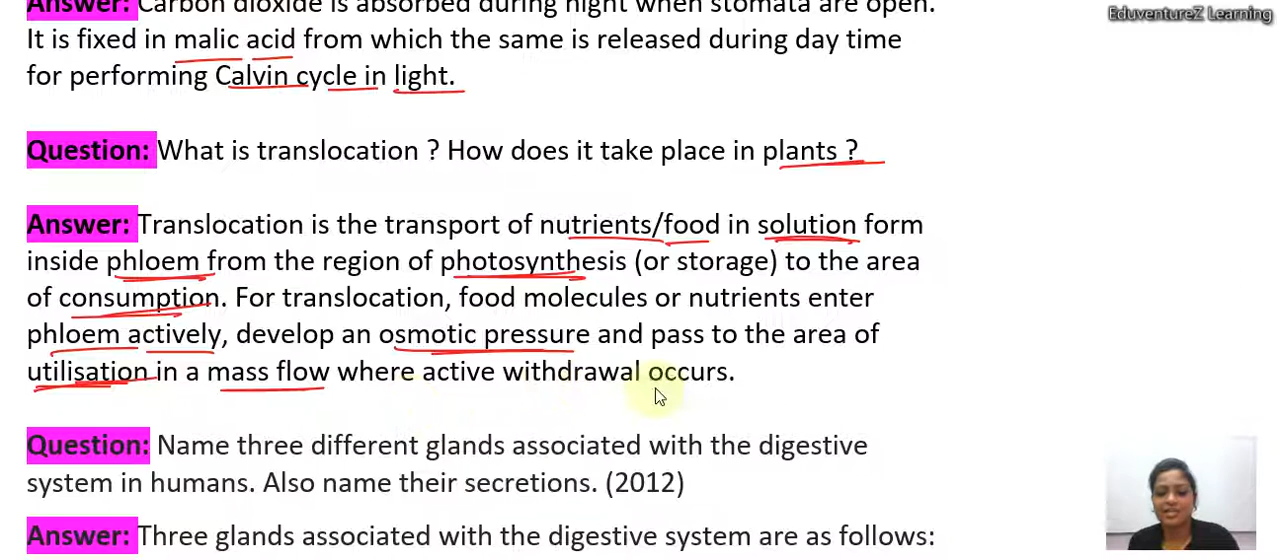 Answer: Carbon dioxide is absorbed during night when stomata are open.
EduventureZ Learning
It is fixed in malic acid from which the same is released during day time
for performing Calvin cycle in light.
Question: What is translocation ? How does it take place in plants ?
Answer: Translocation is the transport of nutrients/food in solution form
inside phloem from the region of photosynthesis (or storage) to the area
of consumption. For translocation, food molecules or nutrients enter
phloem actively, develop an osmotic pressure and pass to the area of
utilisation in a mass flow where active withdrawal occurs.
Question: Name three different glands associated with the digestive
system in humans. Also name their secretions. (2012)
Answer: Three glands associated with the digestive system are as follows: